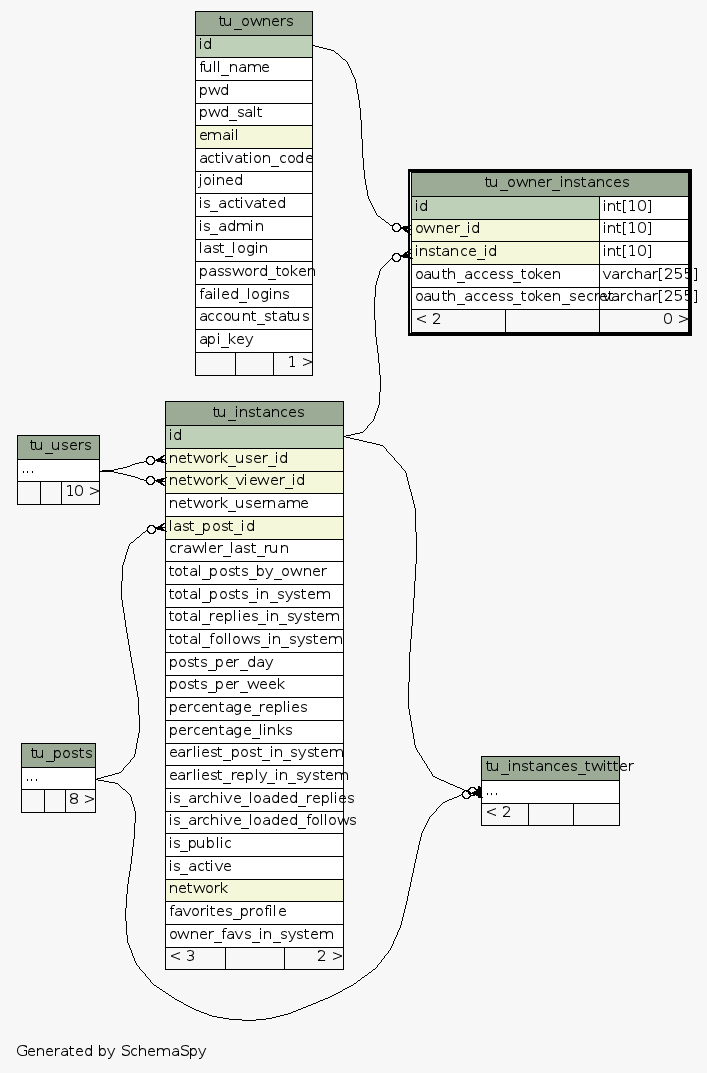 tu_owners
id
full_name
pwd
pwd_salt
email
activation_code
joined
is_activated
is_admin
last_login
password_token
failed_logins
account_status
api_key
1 >
tu_owner_instances
id int[10]
owner_id int[10]
instance_id int[10]
oauth_access_token varchar[255]
oauth_access_token_secret varchar[255]
< 2 0 >
tu_users
...
10 >
tu_instances
id
network_user_id
network_viewer_id
network_username
last_post_id
crawler_last_run
total_posts_by_owner
total_posts_in_system
total_replies_in_system
total_follows_in_system
posts_per_day
posts_per_week
percentage_replies
percentage_links
earliest_post_in_system
earliest_reply_in_system
is_archive_loaded_replies
is_archive_loaded_follows
is_public
is_active
network
favorites_profile
owner_favs_in_system
< 3 2 >
tu_posts
...
8 >
tu_instances_twitter
...
< 2
Generated by SchemaSpy